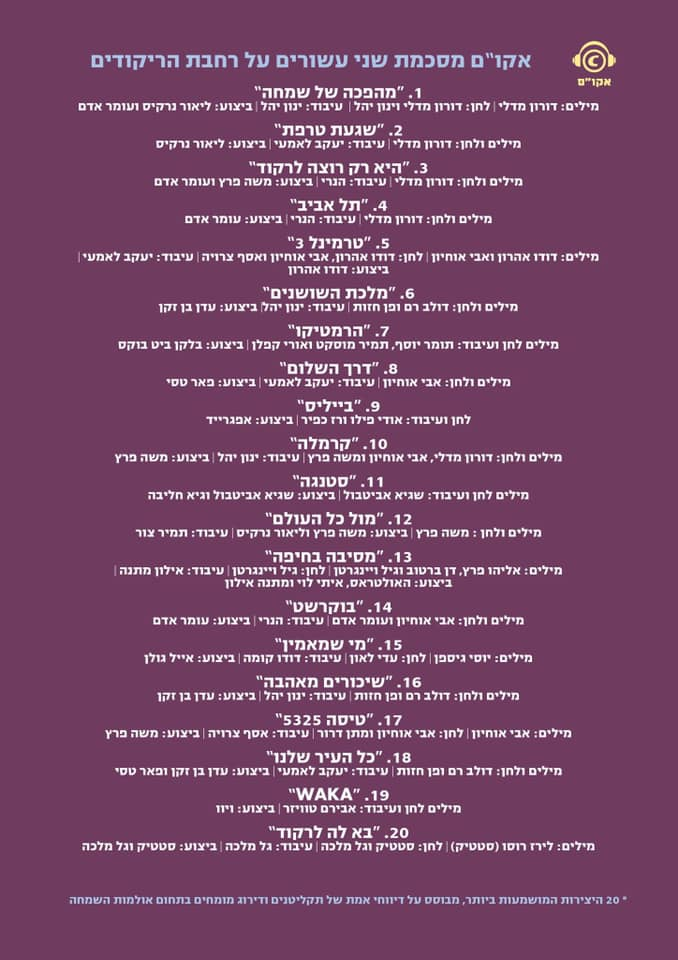 אקו"ם
אקו"ם מסכמת שני עשורים על רחבת הריקודים
1. "מהפכה של שמחה"
מילים: דורון מדלי | לחן: דורון מדלי וינון יהל | עיבוד: ינון יהל | ביצוע: ליאור נרקיס ועומר אדם
2. "שגעת טרפת"
מילים ולחן: דורון מדלי | עיבוד: יעקב לאמעי | ביצוע: ליאור נרקיס
3. "היא רק רוצה לרקוד"
מילים ולחן: דורון מדלי | עיבוד: הנרי | ביצוע: משה פרץ ועומר אדם
4. "תל אביב"
מילים ולחן: דורון מדלי | עיבוד: הנרי | ביצוע: עומר אדם
5. "טרמינל 3"
מילים: דודו אהרון ואבי אוחיון | לחן: דודו אהרון, אבי אוחיון ואסף צרויה | עיבוד: יעקב לאמעי |
ביצוע: דודו אהרון
6. "מלכת השושנים"
מילים ולחן: דולב רם ופן חזות | עיבוד: ינון יהל| ביצוע: עדן בן זקן
7. "הרמטיקו"
מילים לחן ועיבוד: תומר יוסף, תמיר מוסקט ואורי קפלן | ביצוע: בלקן ביט בוקס
8. "דרך השלום"
מילים ולחן: אבי אוחיון | עיבוד: יעקב לאמעי | ביצוע: פאר טסי
9. "בייליס"
לחן ועיבוד: אודי פילו ורז כפיר | ביצוע: אפגרייד
10. "קרמלה"
מילים ולחן: דורון מדלי, אבי אוחיון ומשה פרץ | עיבוד: ינון יהל | ביצוע: משה פרץ
11. "סטנגה"
מילים לחן ועיבוד: שגיא אביטבול | ביצוע: שגיא אביטבול וגיא חליבה
12. "מול כל העולם"
מילים ולחן : משה פרץ | ביצוע: משה פרץ וליאור נרקיס | עיבוד: תמיר צור
13. "מסיבה בחיפה"
מילים: אליהו פרץ, דן ברטוב וגיל ויינגרטן | לחן: גיל ויינגרטן | עיבוד: אילון מתנה |
ביצוע: האולטראס, איתי לוי ומתנה אילון
14. "בוקרשט"
מילים ולחן: אבי אוחיון ועומר אדם | עיבוד: הנרי | ביצוע: עומר אדם
15. "מי שמאמין"
מילים: יוסי גיספן | לחן: עדי לאון | עיבוד: דודו קומה | ביצוע: אייל גולן
16. "שיכורים מאהבה"
מילים ולחן: דולב רם ופן חזות | עיבוד: ינון יהל | ביצוע: עדן בן זקן
17. "טיסה 5325"
מילים: אבי אוחיון | לחן: אבי אוחיון ומתן דרור | עיבוד: אסף צרויה | ביצוע: משה פרץ
18. "כל העיר שלנו"
מילים ולחן: דולב רם ופן חזות | עיבוד: יעקב לאמעי | ביצוע: עדן בן זקן ופאר טסי
19. "WAKA"
מילים לחן ועיבוד: אבירם טוויזר | ביצוע: ויוו
20. "בא לה לרקוד"
מילים: לירז רוסו (סטטיק) | לחן: סטטיק וגל מלכה | עיבוד: גל מלכה | ביצוע: סטטיק וגל מלכה
* 20 היצירות המושמעות ביותר, מבוסס על דיווחי אמת של תקליטנים ודירוג מומחים בתחום אולמות השמחה